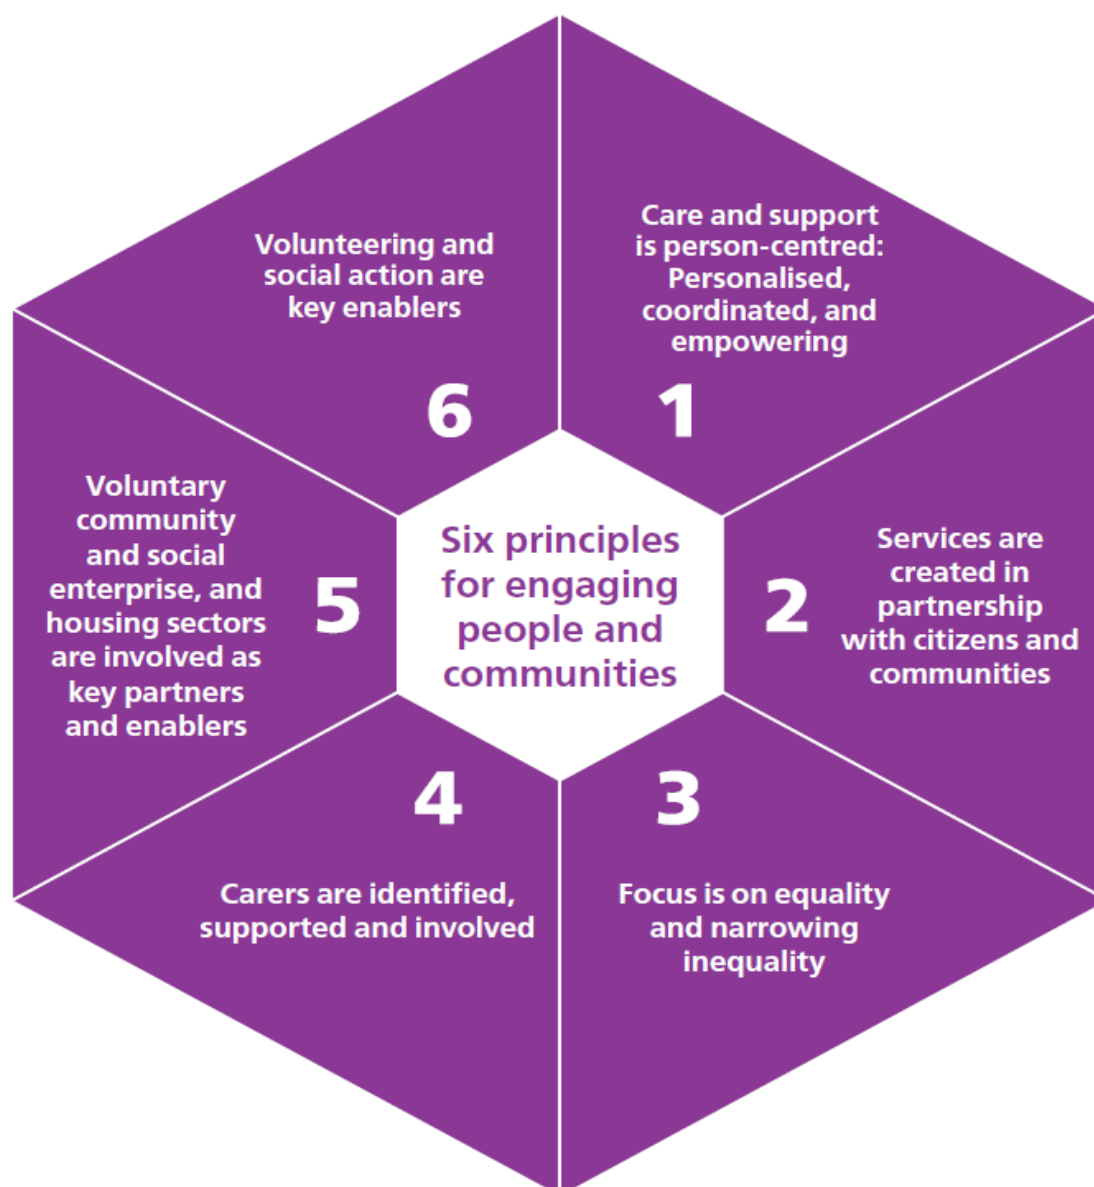 Six principles
for engaging
people and
communities
1
Care and support
is person-centred:
Personalised,
coordinated, and
empowering
2
Services are
created in
partnership
with citizens and
communities
3
Focus is on equality
and narrowing
inequality
4
Carers are identified,
supported and involved
5
Voluntary
community
and social
enterprise, and
housing sectors
are involved as
key partners
and enablers
6
Volunteering and
social action are
key enablers